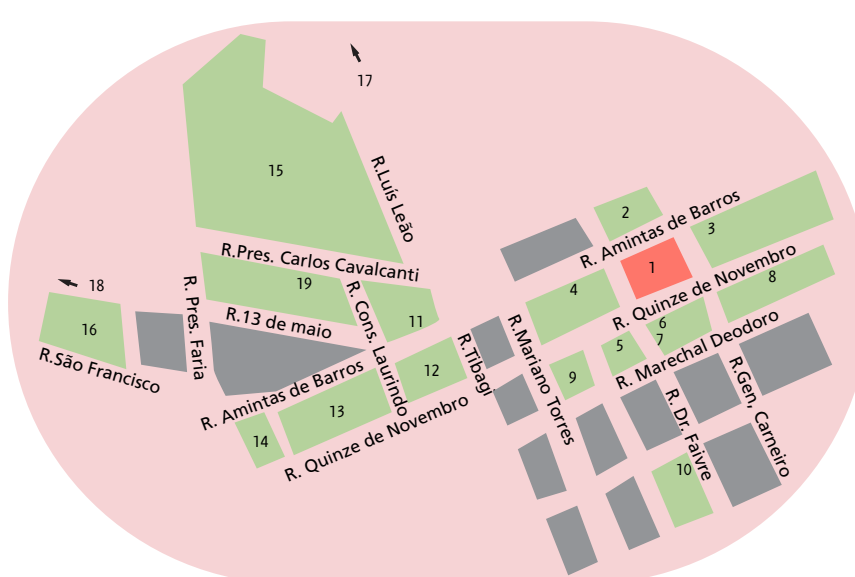 17
15
R.Luís Leão
2
R. Amintas de Barros
3
R.Pres. Carlos Cavalcanti
1
18
19
R. Pres. Faria
R. Cons. Laurindo
4
R. Quinze de Novembro
8
16
R.13 de maio
11
R.Mariano Torres
6
7
5
R. Marechal Deodoro
R.São Francisco
R.Tibagi
12
9
R. Amintas de Barros
13
R. Dr. Faivre
R.Gen, Carneiro
14
R. Quinze de Novembro
10